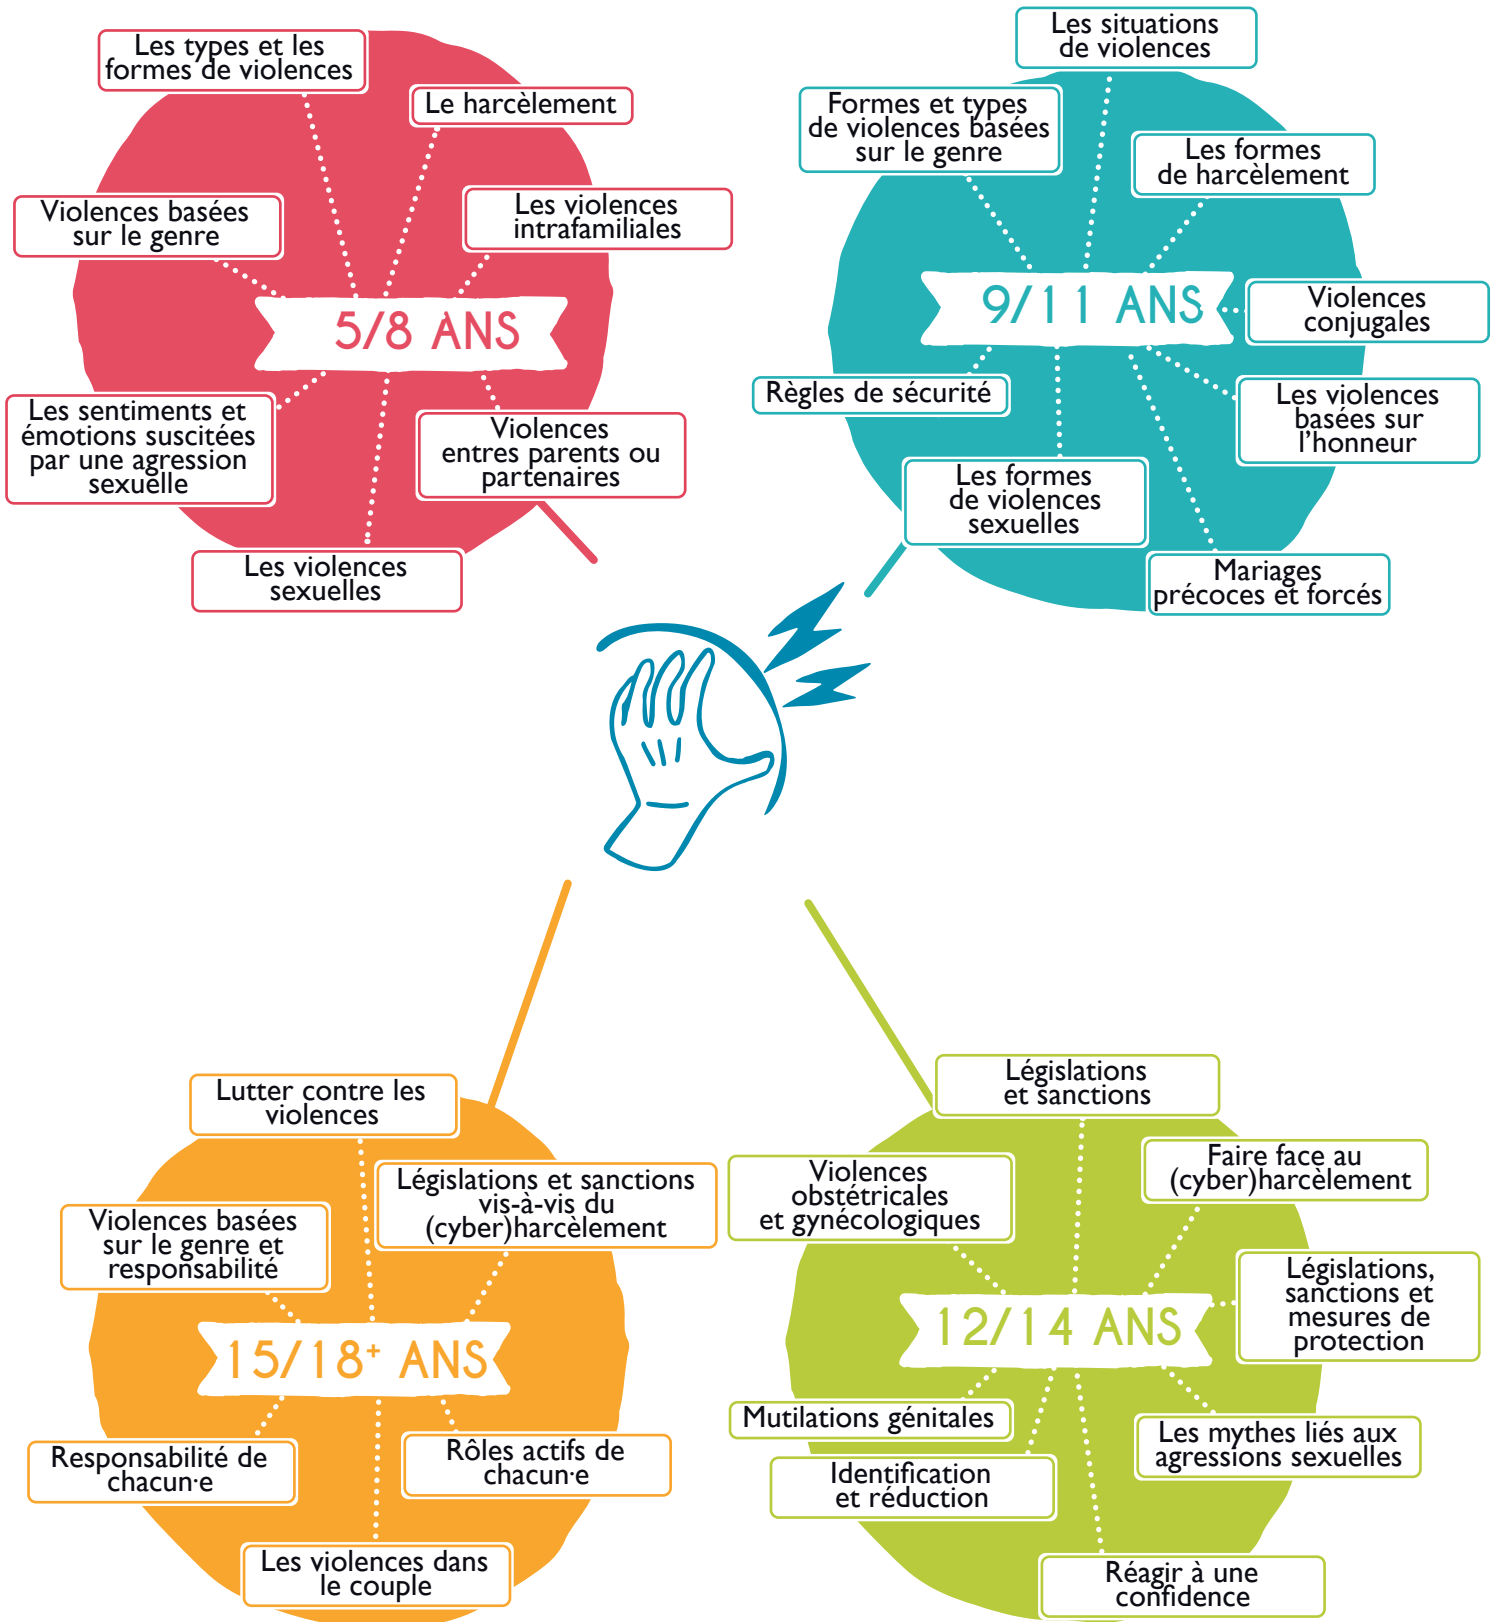 Les types et les
formes de violences
Le harcèlement
Violences basées
sur le genre
Les violences
intrafamiliales
5/8 ANS
Les sentiments et
émotions suscitées
par une agression
sexuelle
Violences
entres parents ou
partenaires
Les violences
sexuelles
Les situations
de violences
Formes et types
de violences basées
sur le genre
Les formes
de harcèlement
9/11 ANS
Violences
conjugales
Règles de sécurité
Les violences
basées sur
l'honneur
Les formes
de violences
sexuelles
Mariages
précoces et forcés
Lutter contre les
violences
Législations et sanctions
vis-à-vis du
(cyber)harcèlement
Violences basées
sur le genre et
responsabilité
15/18+ ANS
Responsabilité de
chacun·e
Rôles actifs de
chacun·e
Les violences dans
le couple
Législations
et sanctions
Violences
obstétricales
et gynécologiques
Faire face au
(cyber)harcèlement
Législations,
sanctions et
mesures de
protection
12/14 ANS
Mutilations génitales
Les mythes liés aux
agressions sexuelles
Identification
et réduction
Réagir à une
confidence